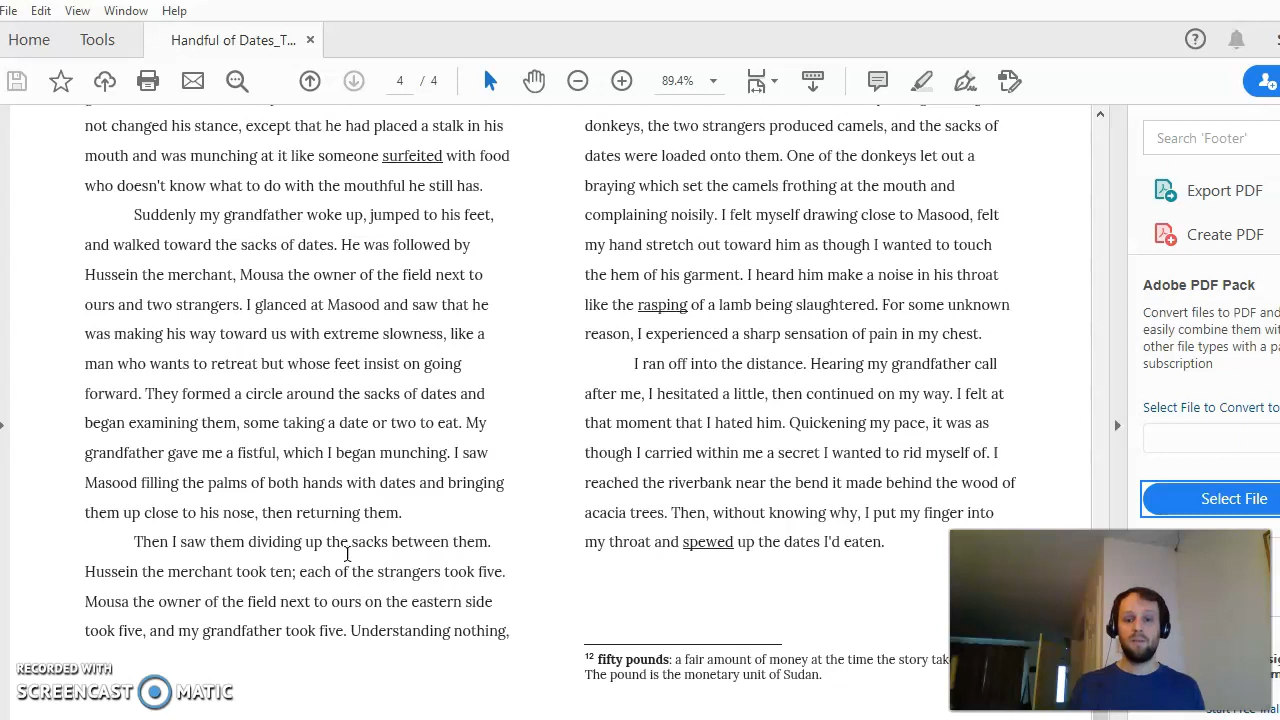 File Edit View Window Help
Home Tools Handful of Dates_T... ×
4 / 4 89.4%
not changed his stance, except that he had placed a stalk in his
mouth and was munching at it like someone surfeited with food
who doesn't know what to do with the mouthful he still has.
Suddenly my grandfather woke up, jumped to his feet,
and walked toward the sacks of dates. He was followed by
Hussein the merchant, Mousa the owner of the field next to
ours and two strangers. I glanced at Masood and saw that he
was making his way toward us with extreme slowness, like a
man who wants to retreat but whose feet insist on going
forward. They formed a circle around the sacks of dates and
began examining them, some taking a date or two to eat. My
grandfather gave me a fistful, which I began munching. I saw
Masood filling the palms of both hands with dates and bringing
them up close to his nose, then returning them.
Then I saw them dividing up the sacks between them.
Hussein the merchant took ten; each of the strangers took five.
Mousa the owner of the field next to ours on the eastern side
took five, and my grandfather took five. Understanding nothing,
donkeys, the two strangers produced camels, and the sacks of
dates were loaded onto them. One of the donkeys let out a
braying which set the camels frothing at the mouth and
complaining noisily. I felt myself drawing close to Masood, felt
my hand stretch out toward him as though I wanted to touch
the hem of his garment. I heard him make a noise in his throat
like the rasping of a lamb being slaughtered. For some unknown
reason, I experienced a sharp sensation of pain in my chest.
I ran off into the distance. Hearing my grandfather call
after me, I hesitated a little, then continued on my way. I felt at
that moment that I hated him. Quickening my pace, it was as
though I carried within me a secret I wanted to rid myself of. I
reached the riverbank near the bend it made behind the wood of
acacia trees. Then, without knowing why, I put my finger into
my throat and spewed up the dates I'd eaten.
12 fifty pounds: a fair amount of money at the time the story tak
The pound is the monetary unit of Sudan.
Search 'Footer'
Export PDF
Create PDF
Adobe PDF Pack
Convert files to PDF and
easily combine them wi
other file types with a pa
subscription
Select File to Convert to
Select File
RECORDED WITH
SCREENCAST MATIC